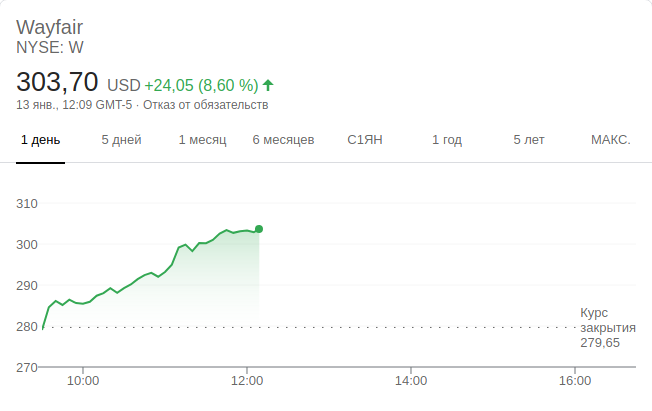 Wayfair
NYSE: W
303,70 USD +24,05 (8,60 %)
13 янв., 12:09 GMT-5 · Отказ от обязательств
1 день 5 дней 1 месяц 6 месяцев С1ЯН 1 год 5 лет МАКС.
310
300
290
280
270
Курс
закрытия
279,65
10:00 12:00 14:00 16:00